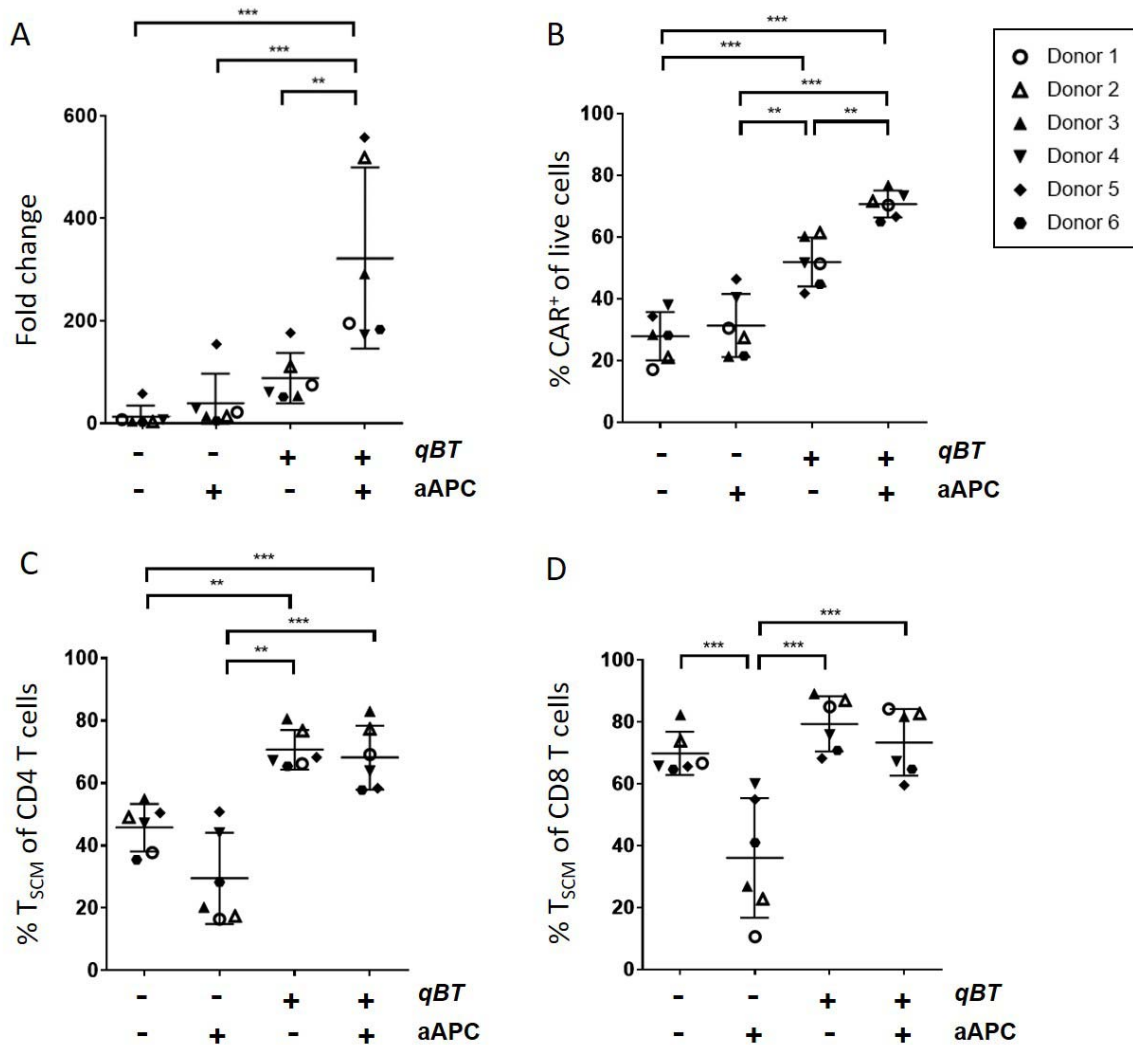 A
***
***
**
Fold change
600
400
200
0
- - + + qBT
- + - + aAPC
B
***
***
***
** **
% CAR+ of live cells
100
80
60
40
20
0
- - + + qBT
- + - + aAPC
Donor 1
Donor 2
Donor 3
Donor 4
Donor 5
Donor 6
C
***
**
***
**
% TSCM of CD4 T cells
100
80
60
40
20
0
- - + + qBT
- + - + aAPC
D
***
*** ***
% TSCM of CD8 T cells
100
80
60
40
20
0
- - + + qBT
- + - + aAPC